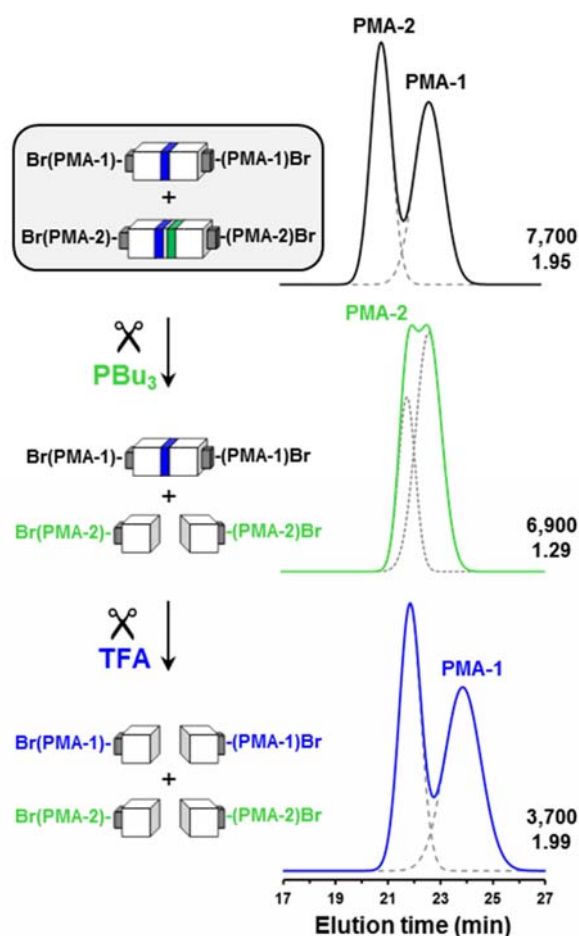 PMA-2
PMA-1
Br(PMA-1)- -(PMA-1)Br
+
Br(PMA-2)- -(PMA-2)Br
7,700
1.95
PMA-2
PBu₃
Br(PMA-1)- -(PMA-1)Br
+
Br(PMA-2)- -(PMA-2)Br
6,900
1.29
TFA
PMA-1
Br(PMA-1)- -(PMA-1)Br
+
Br(PMA-2)- -(PMA-2)Br
3,700
1.99
17 19 21 23 25 27
Elution time (min)